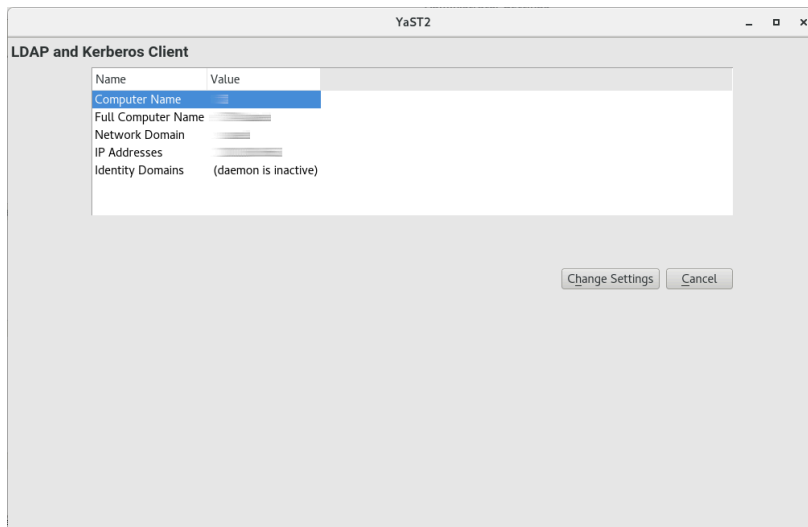 YaST2
LDAP and Kerberos Client
Name Value
Computer Name
Full Computer Name
Network Domain
IP Addresses
Identity Domains (daemon is inactive)
Change Settings Cancel